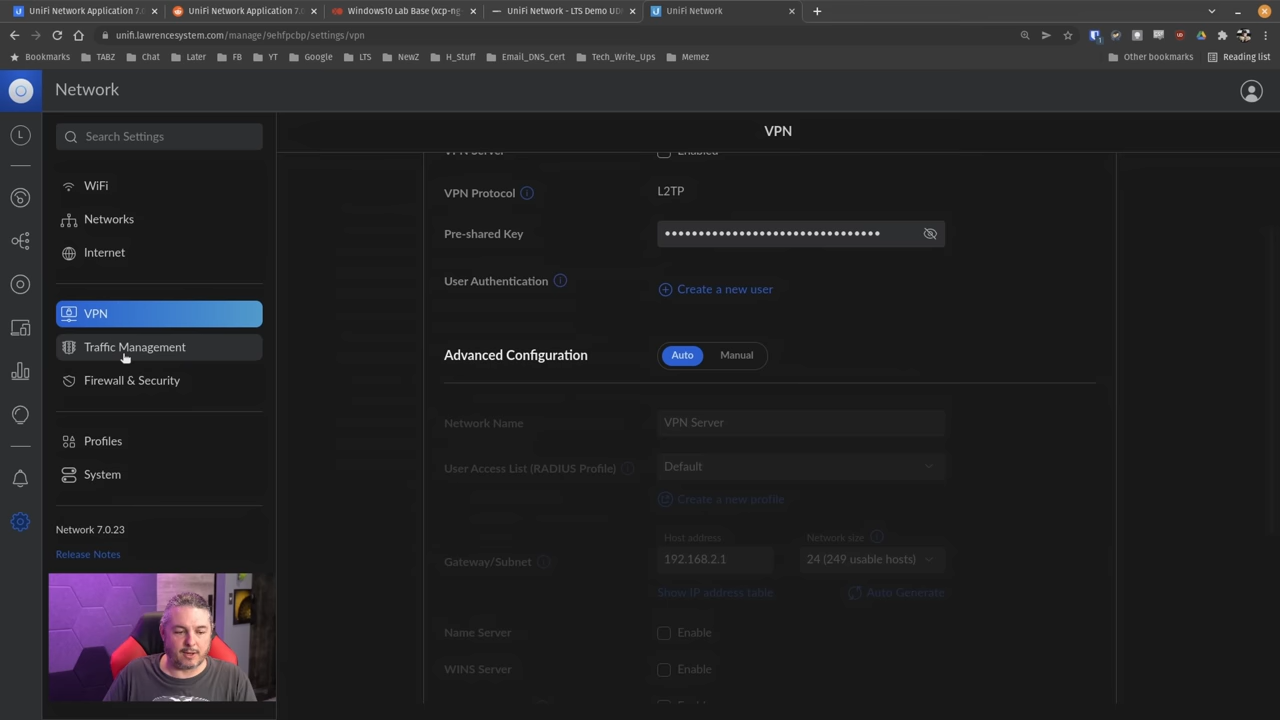 UniFi Network Application 7.0
UniFi Network Application 7.0
Windows10 Lab Base (xcp-ng
UniFi Network - LTS Demo UD
UniFi Network
unifi.lawrencesystem.com/manage/9ehfpcbp/settings/vpn
Bookmarks
TABZ
Chat
Later
FB
YT
Google
LTS
NewZ
H_Stuff
Email_DNS_Cert
Tech_Write_Ups
Memez
Other bookmarks
Reading list
Network
Search Settings
WiFi
Networks
Internet
VPN
Traffic Management
Firewall & Security
Profiles
System
Network 7.0.23
Release Notes
VPN
VPN Server
Enabled
VPN Protocol
L2TP
Pre-shared Key
User Authentication
Create a new user
Advanced Configuration
Auto
Manual
Network Name
VPN Server
User Access List (RADIUS Profile)
Default
Create a new profile
Host address
Network size
Gateway/Subnet
192.168.2.1
24 (249 usable hosts)
Show IP address table
Auto Generate
Name Server
Enable
WINS Server
Enable